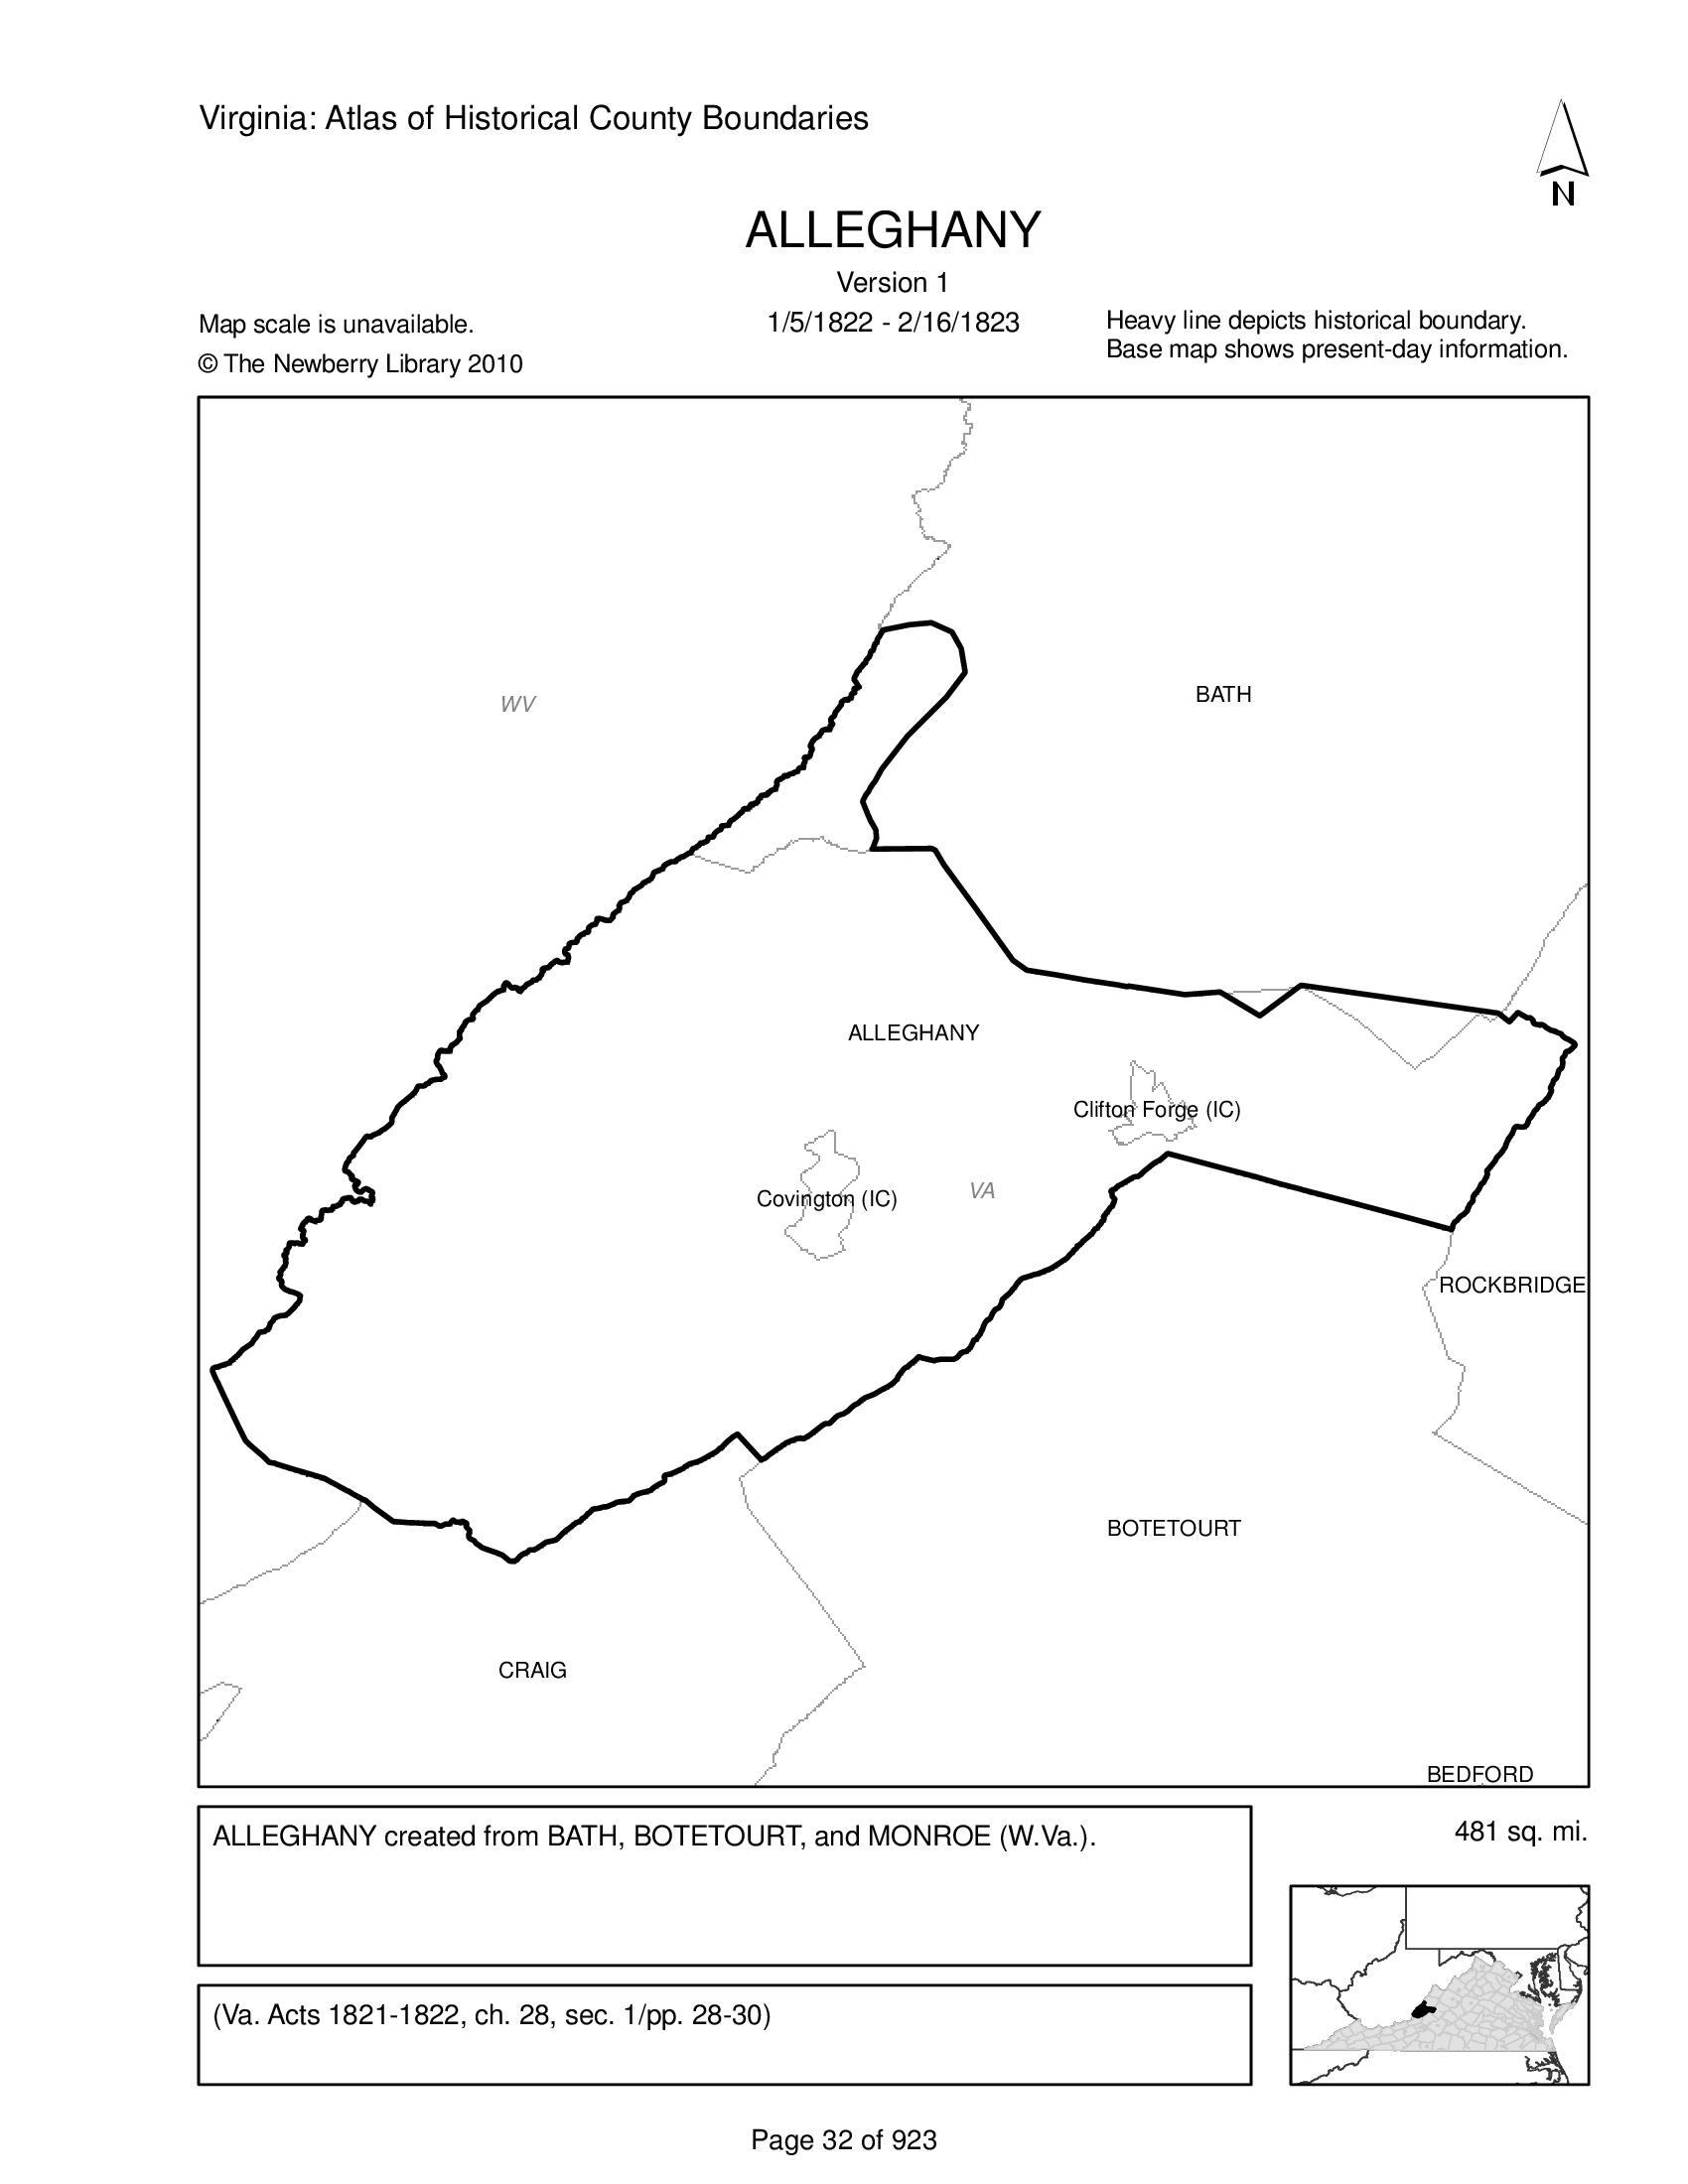 Virginia: Atlas of Historical County Boundaries
N
ALLEGHANY
Version 1
1/5/1822 - 2/16/1823
Map scale is unavailable.
© The Newberry Library 2010
Heavy line depicts historical boundary.
Base map shows present-day information.
WV
BATH
ALLEGHANY
Clifton Forge (IC)
Covington (IC)
VA
ROCKBRIDGE
BOTETOURT
CRAIG
BEDFORD
ALLEGHANY created from BATH, BOTETOURT, and MONROE (W.Va.).
481 sq. mi.
(Va. Acts 1821-1822, ch. 28, sec. 1/pp. 28-30)
Page 32 of 923